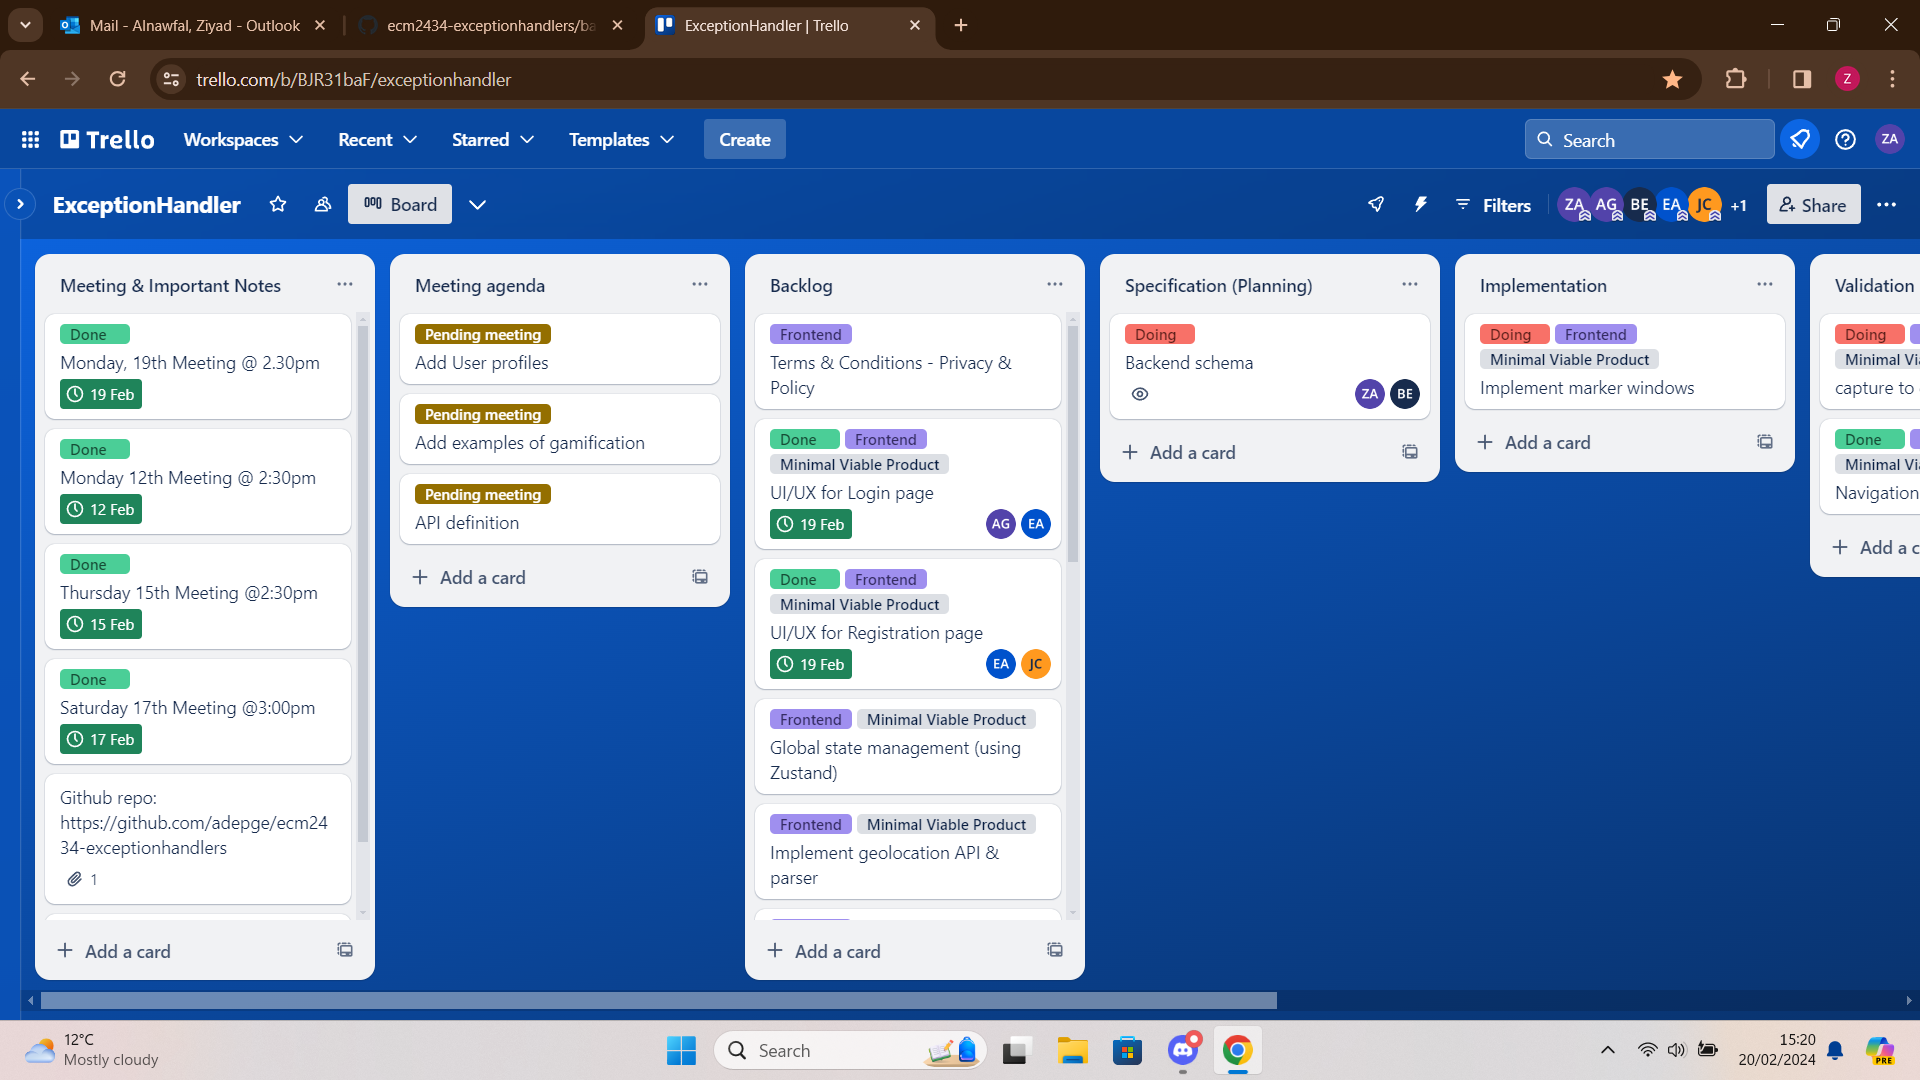 Mail - Alnawfal, Ziyad - Outlook
ecm2434-exceptionhandlers/ba
ExceptionHandler | Trello
trello.com/b/BJR31baF/exceptionhandler
Z
Trello
Workspaces
Recent
Starred
Templates
Create
Search
ZA
ExceptionHandler
Board
Filters
ZA AG BE EA JC +1
Share
Meeting & Important Notes
Done
Monday, 19th Meeting @ 2.30pm
19 Feb
Done
Monday 12th Meeting @ 2:30pm
12 Feb
Done
Thursday 15th Meeting @2:30pm
15 Feb
Done
Saturday 17th Meeting @3:00pm
17 Feb
Github repo:
https://github.com/adepge/ecm24
34-exceptionhandlers
1
Add a card
Meeting agenda
Pending meeting
Add User profiles
Pending meeting
Add examples of gamification
Pending meeting
API definition
Add a card
Backlog
Frontend
Terms & Conditions - Privacy &
Policy
Done Frontend
Minimal Viable Product
UI/UX for Login page
19 Feb
AG EA
Done Frontend
Minimal Viable Product
UI/UX for Registration page
19 Feb
EA JC
Frontend Minimal Viable Product
Global state management (using
Zustand)
Frontend Minimal Viable Product
Implement geolocation API &
parser
Add a card
Specification (Planning)
Doing
Backend schema
ZA BE
Add a card
Implementation
Doing Frontend
Minimal Viable Product
Implement marker windows
Add a card
Validation
Doing
Minimal Via
capture to
Done
Minimal Via
Navigation
Add a c
12°C
Mostly cloudy
Search
15:20
20/02/2024
PRE